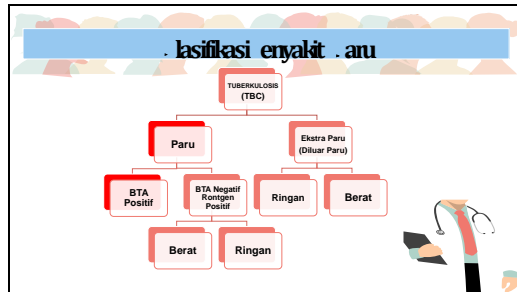 lasifikasi enyakit aru
TUBERKULOSIS
(TBC)
Paru
Ekstra Paru
(Diluar Paru)
BTA
Positif
BTA Negatif
Rontgen
Positif
Ringan
Berat
Berat
Ringan